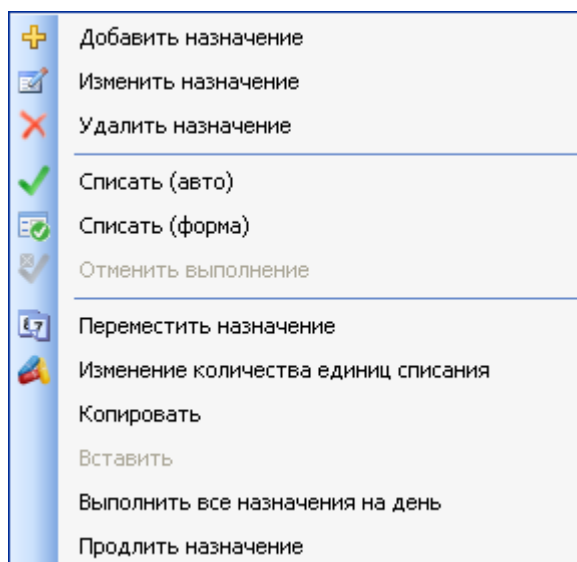 Добавить назначение
Изменить назначение
Удалить назначение
Списать (авто)
Списать (форма)
Отменить выполнение
Переместить назначение
Изменение количества единиц списания
Копировать
Вставить
Выполнить все назначения на день
Продлить назначение